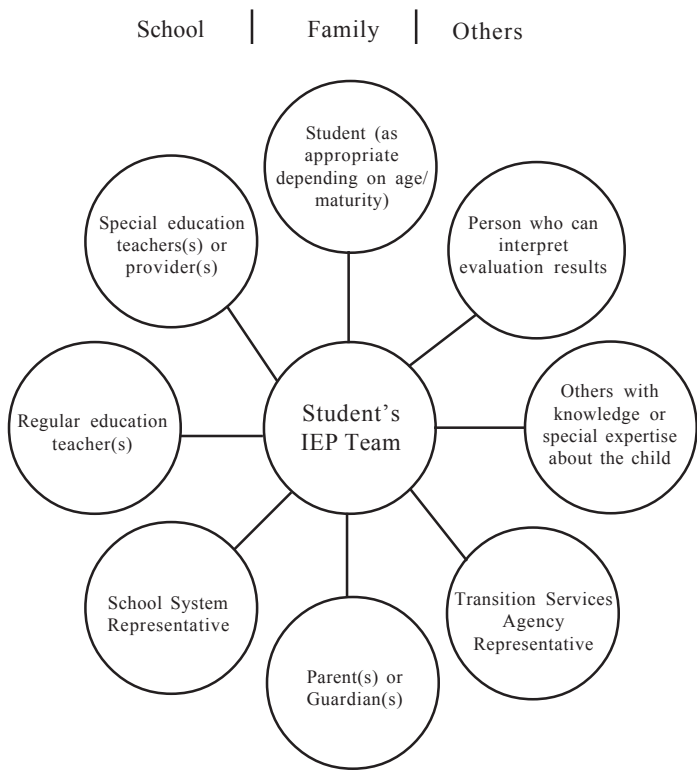 School | Family | Others
Student (as
appropriate
depending on age/
maturity)
Special education
teachers(s) or
provider(s)
Person who can
interpret
evaluation results
Regular education
teacher(s)
Student’s
IEP Team
Others with
knowledge or
special expertise
about the child
School System
Representative
Transition Services
Agency
Representative
Parent(s) or
Guardian(s)